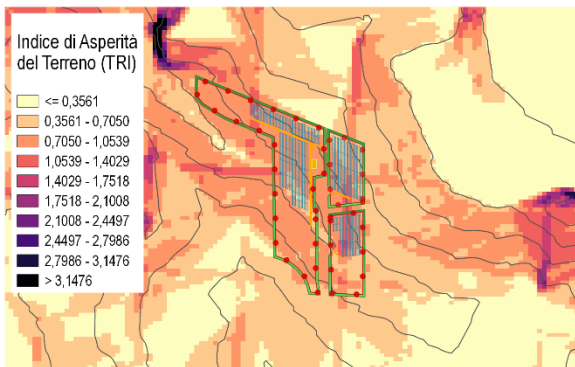 Indice di Asperità
del Terreno (TRI)
<= 0,3561
0,3561 - 0,7050
0,7050 - 1,0539
1,0539 - 1,4029
1,4029 - 1,7518
1,7518 - 2,1008
2,1008 - 2,4497
2,4497 - 2,7986
2,7986 - 3,1476
> 3,1476